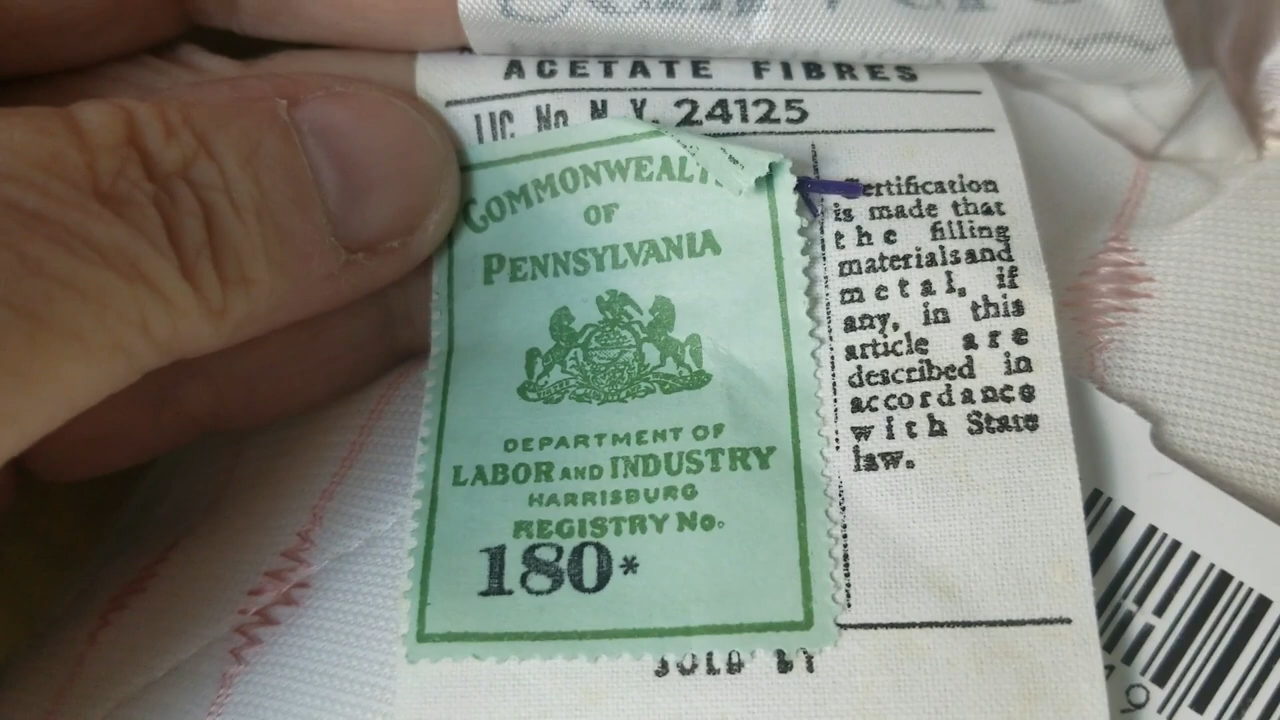 ACETATE FIBRES
LIC. No. N. Y. 24125
COMMONWEALT
OF
PENNSYLVANIA
DEPARTMENT OF
LABOR AND INDUSTRY
HARRISBURG
REGISTRY No.
180*
ertification
is made that
the filling
materials and
metal, if
any, in this
article are
described in
accordance
with State
law.
SOLD BY